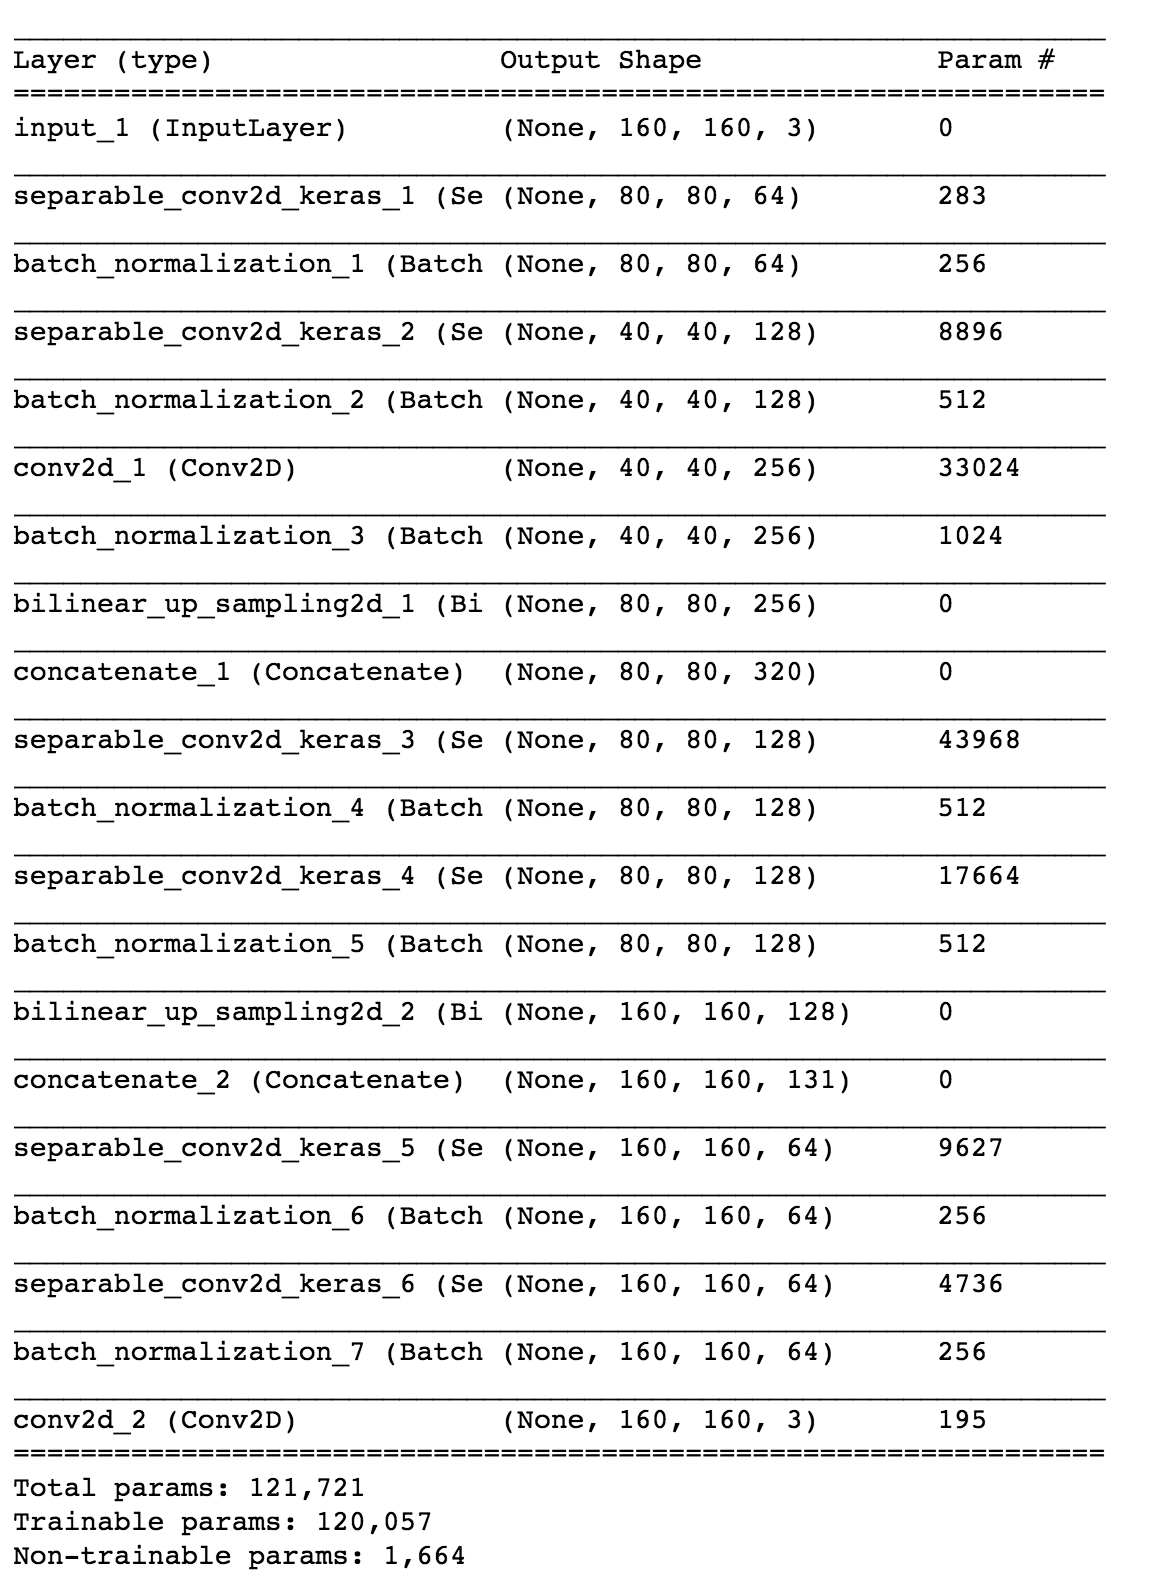 Layer (type) Output Shape Param #
=================================================================
input_1 (InputLayer) (None, 160, 160, 3) 0
separable_conv2d_keras_1 (Se (None, 80, 80, 64) 283
batch_normalization_1 (Batch (None, 80, 80, 64) 256
separable_conv2d_keras_2 (Se (None, 40, 40, 128) 8896
batch_normalization_2 (Batch (None, 40, 40, 128) 512
conv2d_1 (Conv2D) (None, 40, 40, 256) 33024
batch_normalization_3 (Batch (None, 40, 40, 256) 1024
bilinear_up_sampling2d_1 (Bi (None, 80, 80, 256) 0
concatenate_1 (Concatenate) (None, 80, 80, 320) 0
separable_conv2d_keras_3 (Se (None, 80, 80, 128) 43968
batch_normalization_4 (Batch (None, 80, 80, 128) 512
separable_conv2d_keras_4 (Se (None, 80, 80, 128) 17664
batch_normalization_5 (Batch (None, 80, 80, 128) 512
bilinear_up_sampling2d_2 (Bi (None, 160, 160, 128) 0
concatenate_2 (Concatenate) (None, 160, 160, 131) 0
separable_conv2d_keras_5 (Se (None, 160, 160, 64) 9627
batch_normalization_6 (Batch (None, 160, 160, 64) 256
separable_conv2d_keras_6 (Se (None, 160, 160, 64) 4736
batch_normalization_7 (Batch (None, 160, 160, 64) 256
conv2d_2 (Conv2D) (None, 160, 160, 3) 195
=================================================================
Total params: 121,721
Trainable params: 120,057
Non-trainable params: 1,664